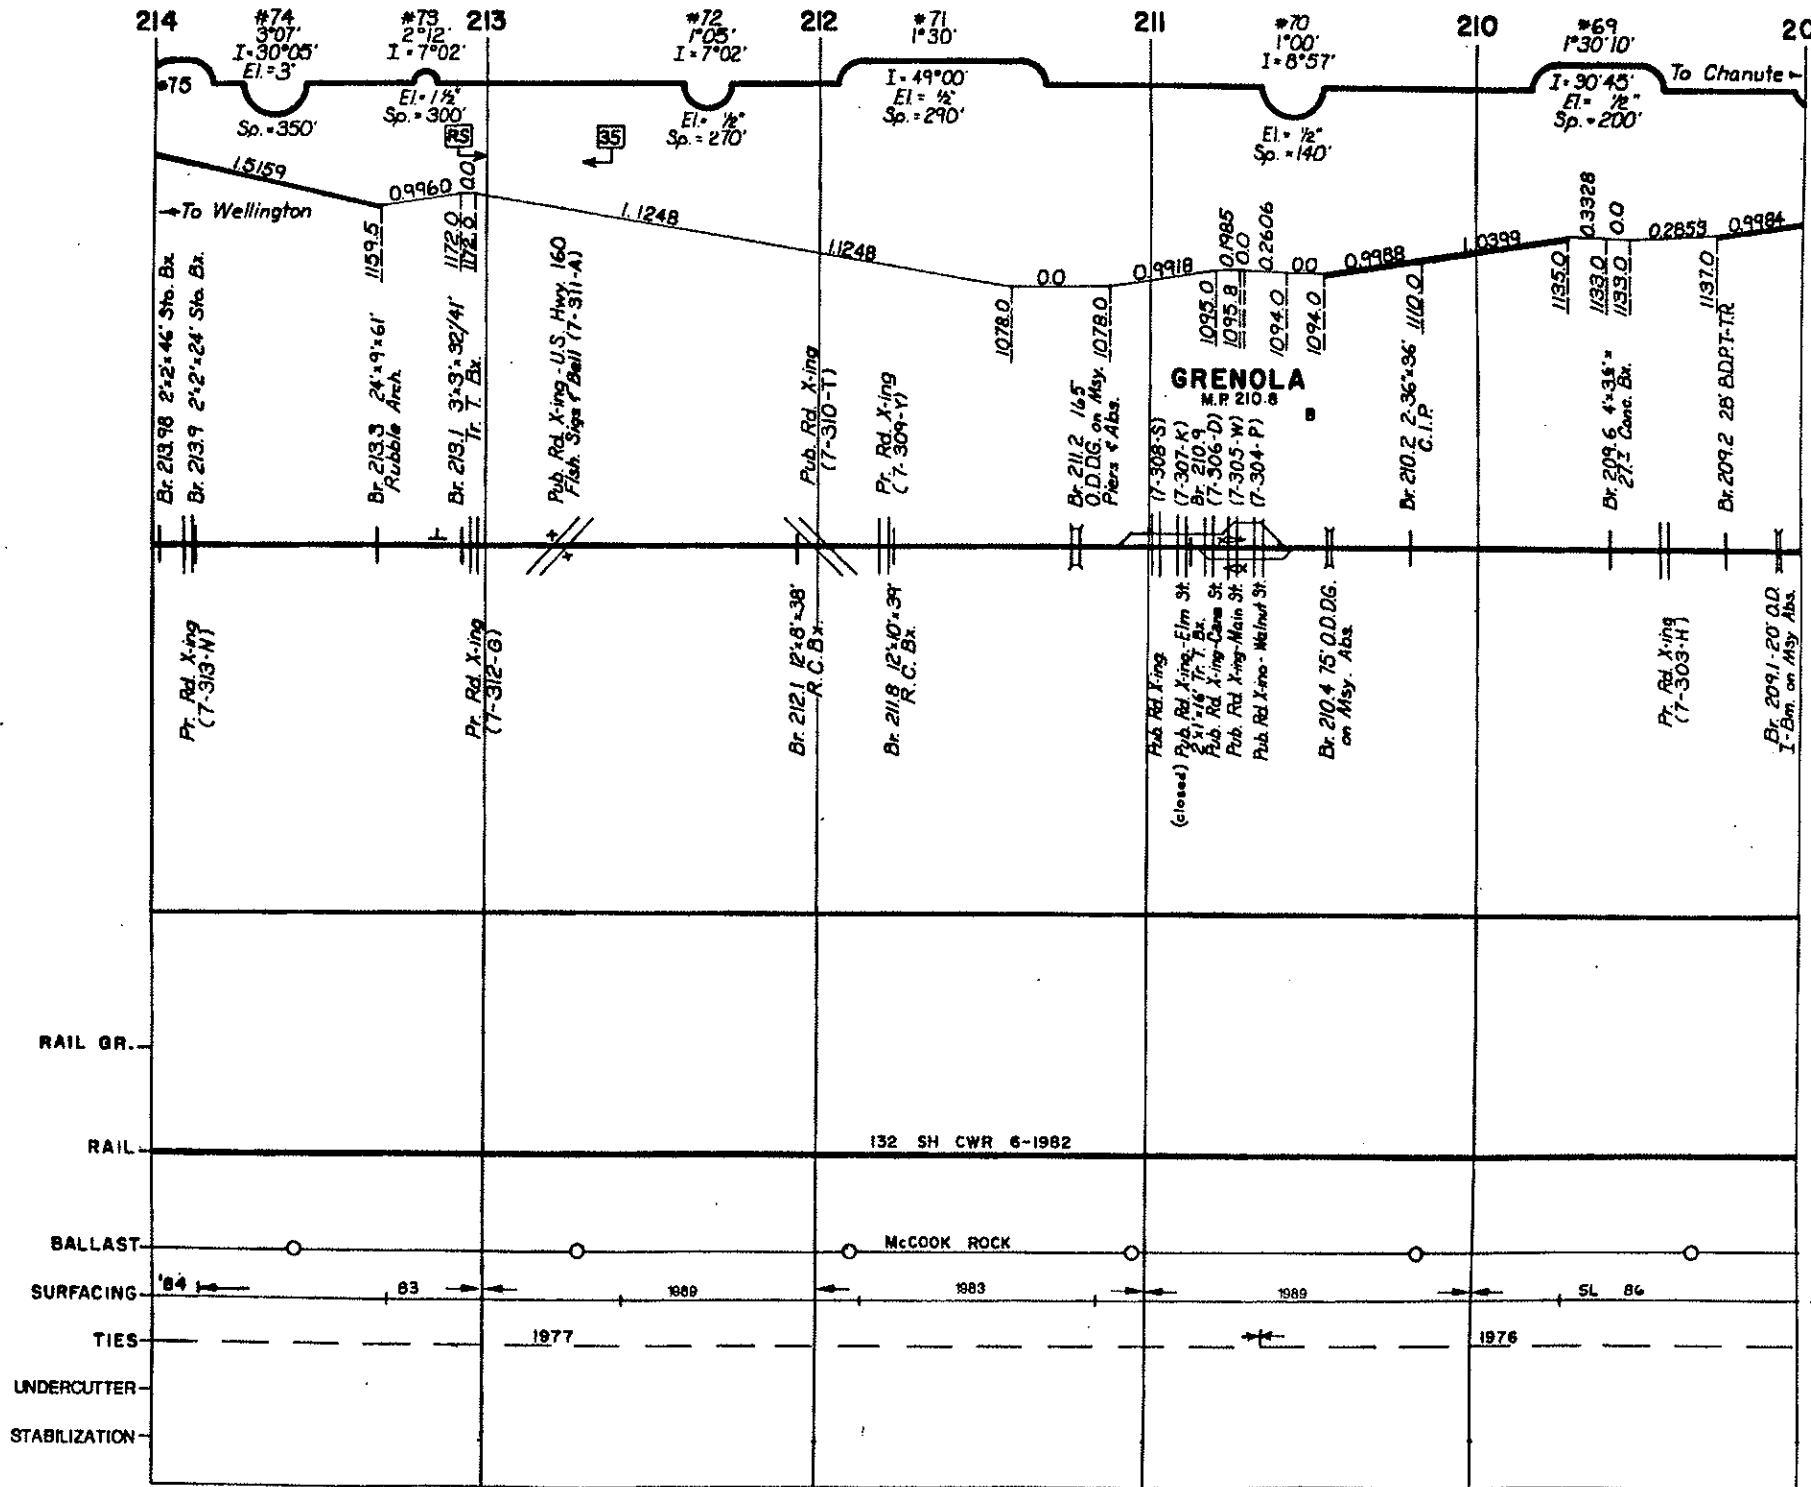 214
#74
3°07'
I=30°05'
El.=3"
Sp.=350'
#73
2°12'
I=7°02'
El.=1½"
Sp.=300'
213
#72
1°05'
I=7°02'
El.=½"
Sp.=270'
212
#71
1°30'
I=49°00'
El=½"
Sp.=290'
211
#70
1°00'
I=8°57'
El.=½"
Sp.=140'
210
#69
1°30'10"
I=30°45'
El=½"
Sp.=200'
To Chanute
20
#75
RS
35
1.5159
0.9960
0.0
1.1248
1.1248
0.0
0.9918
0.1985
0.0
0.2606
0.0
0.9988
1.0399
0.3328
0.0
0.2859
0.9984
To Wellington
1159.5
1172.0
1172.0
1078.0
1078.0
1095.0
1095.8
1094.0
1094.0
1110.0
1135.0
1133.0
1133.0
1137.0
Br. 213.98 2'x2'x46' Sto. Bx.
Br. 213.9 2'x2'x24' Sto. Bx.
Br. 213.3 24'x9'x61'
Rubble Arch.
Br. 213.1 3'x3'x32'/41'
Tr. T. Bx.
Pub. Rd. X-ing - U.S. Hwy. 160
Flsh. Sigs & Bell (7-311-A)
Pub. Rd. X-ing
(7-310-T)
Pr. Rd. X-ing
(7-309-Y)
Br. 211.2 165'
O.D.D.G. on Msy.
Piers & Abs.
GRENOLA
M.P. 210.8
B
(7-308-S)
(7-307-K)
Br. 210.9
(7-306-D)
(7-305-W)
(7-304-P)
Br. 210.2 2-36"x36'
C.I.P.
Br. 209.6 4'x3.5'x
27.5' Conc. Bx.
Br. 209.2 28' B.D.P.T.-T.R.
Pr. Rd. X-ing
(7-313-N)
Pr. Rd. X-ing
(7-312-G)
Br. 212.1 12'x8'x38'
R.C. Bx.
Br. 211.8 12'x10'x39'
R.C. Bx.
Pub. Rd. X-ing
(closed) Pub. Rd. X-ing-Elm St.
2'x1'x16' Tr. T. Bx.
Pub. Rd. X-ing-Cana St.
Pub. Rd. X-ing-Main St.
Pub. Rd. X-ing-Walnut St.
Br. 210.4 75' O.D.D.G.
on Msy. Abs.
Pr. Rd. X-ing
(7-303-H)
Br. 209.1-20' O.D.
I-Bm. on Msy Abs.
RAIL GR.
RAIL
132 SH CWR 6-1982
BALLAST
McCOOK ROCK
SURFACING
'84
83
1989
1983
1989
SL 86
TIES
1977
1976
UNDERCUTTER
STABILIZATION